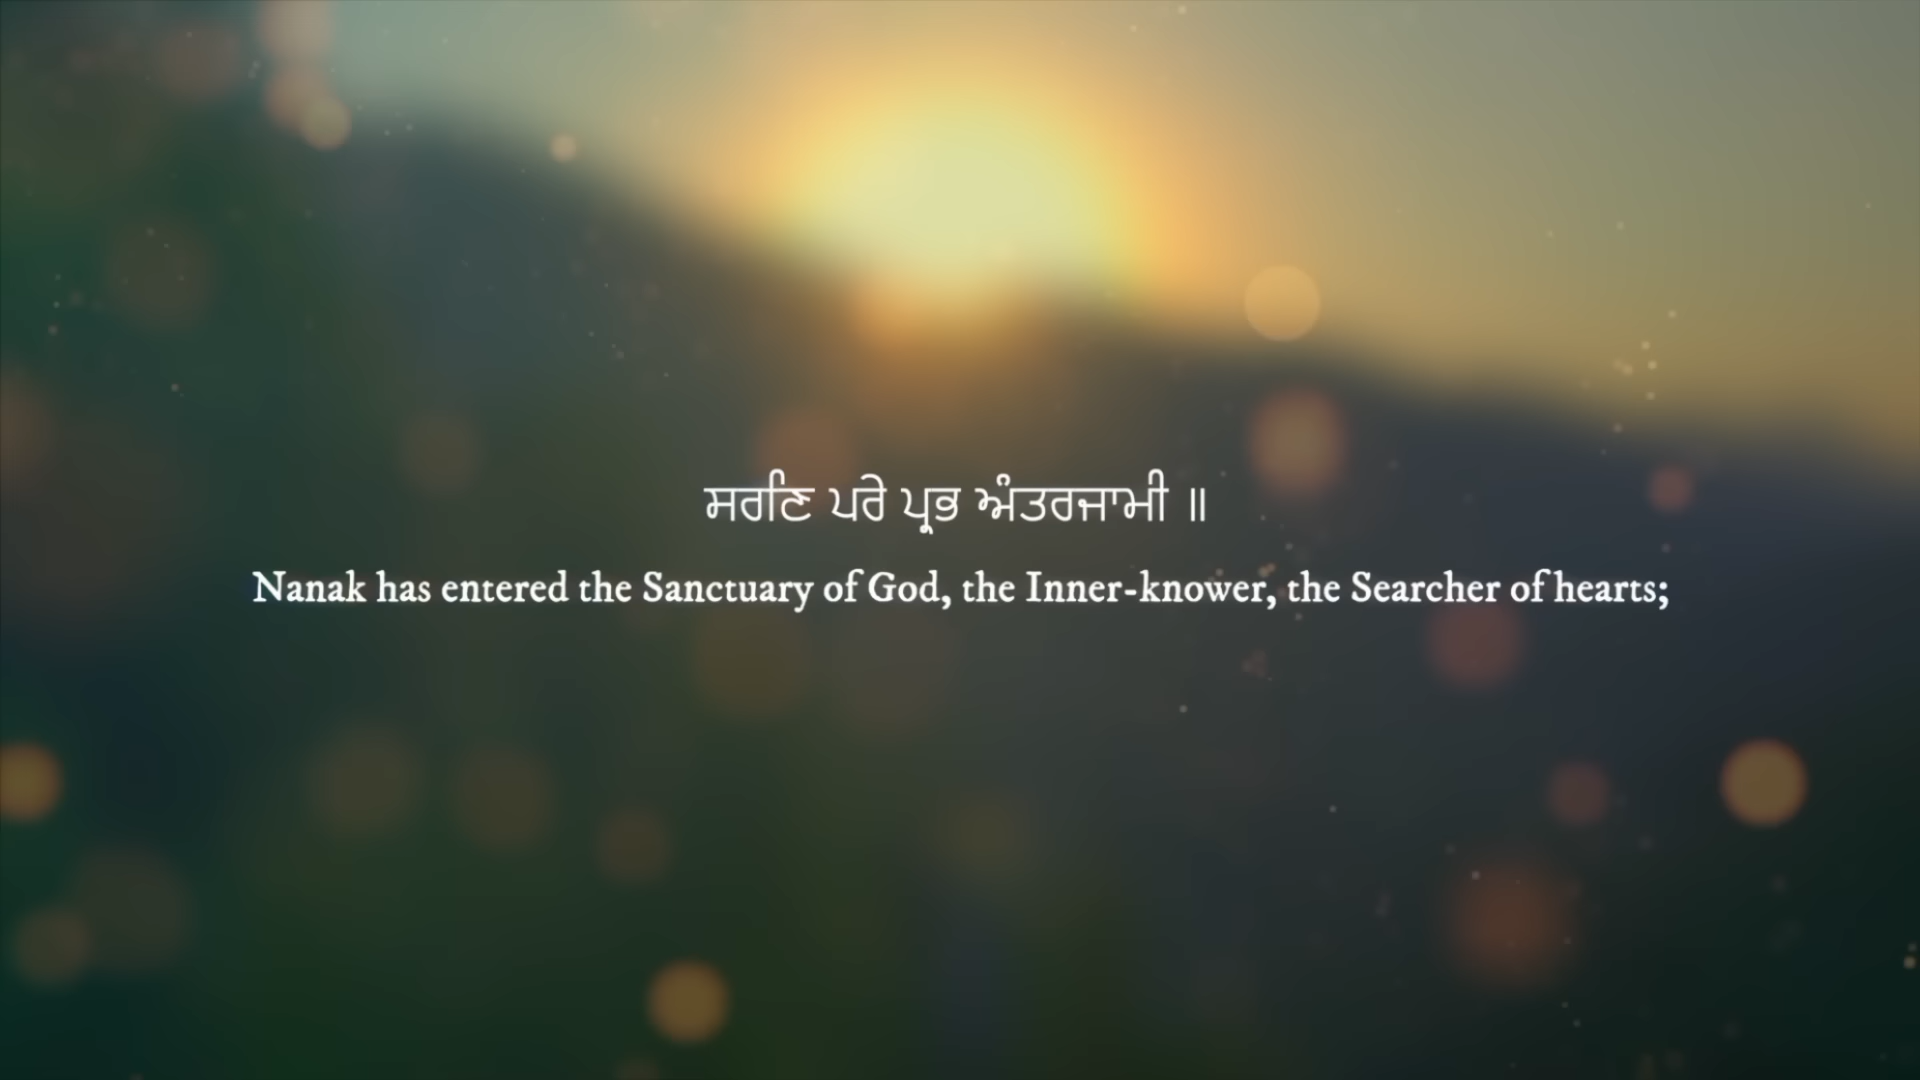 ਸਰਣਿ ਪਰੇ ਪ੍ਰਭ ਅੰਤਰਜਾਮੀ ॥
Nanak has entered the Sanctuary of God, the Inner-knower, the Searcher of hearts;